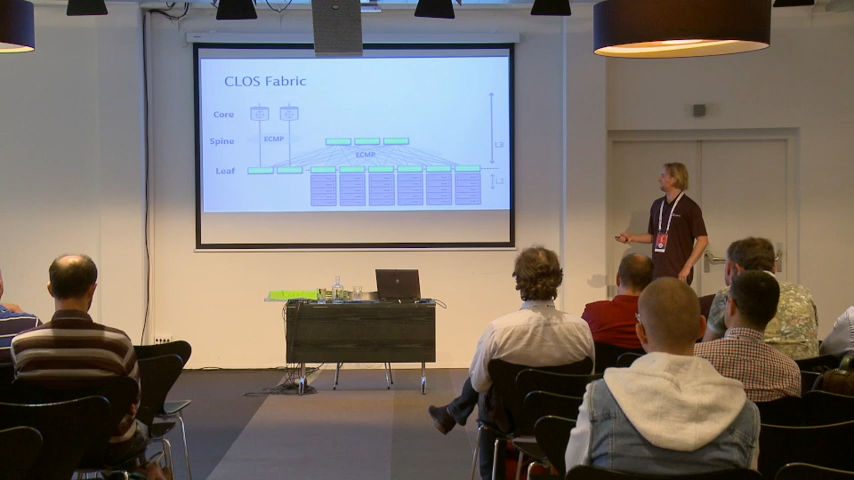 CLOS Fabric
Core
Spine
ECMP
ECMP
Leaf
L3
L2